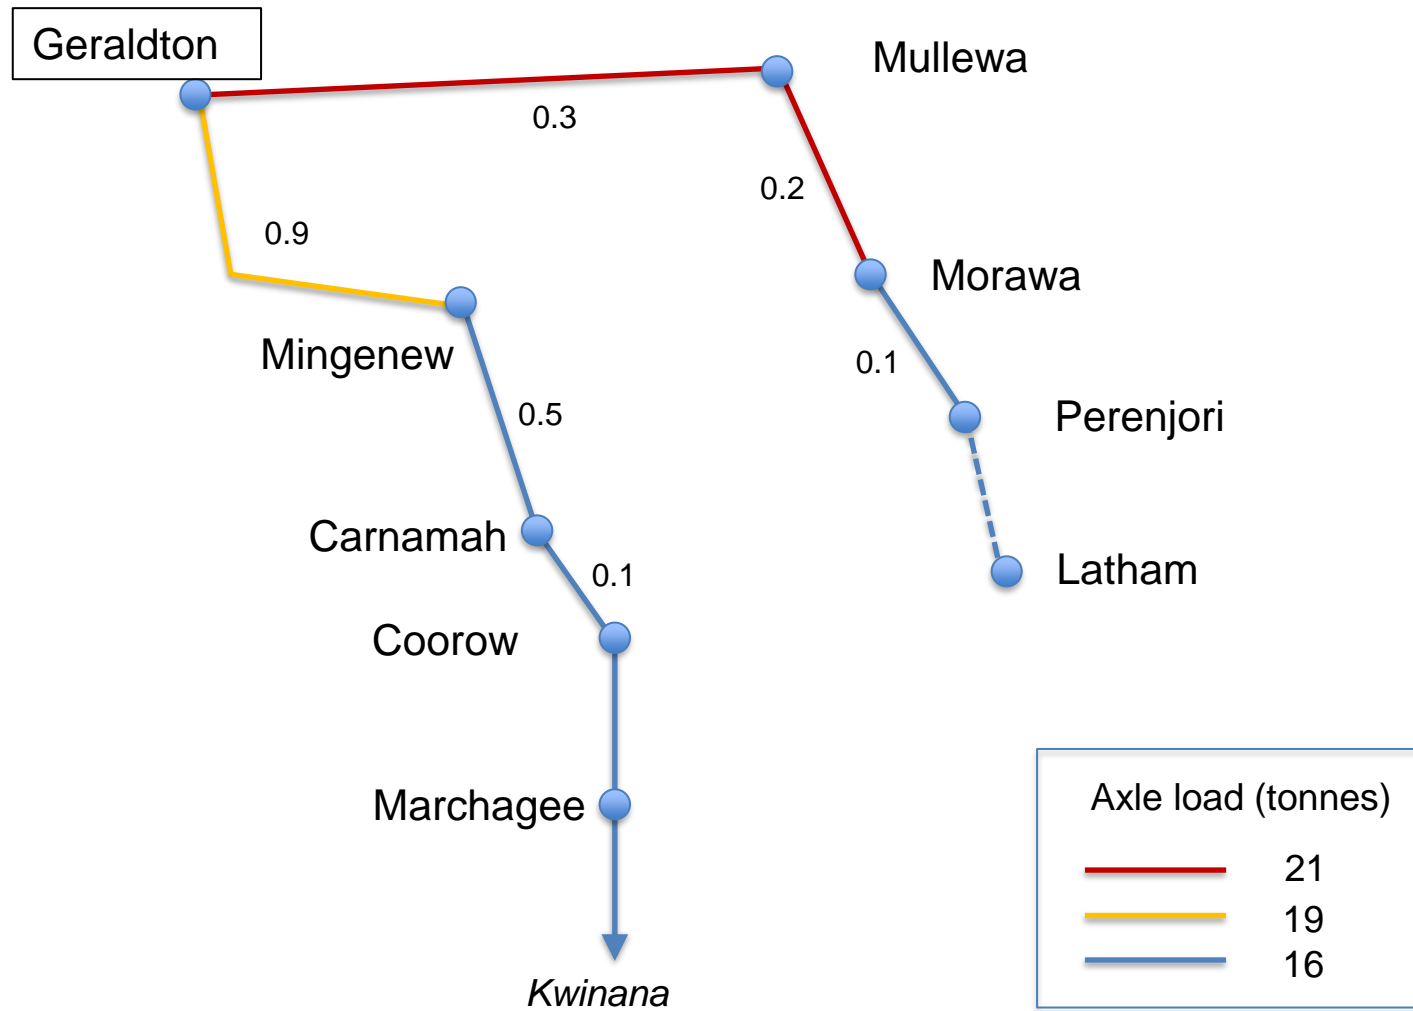 Geraldton
Mullewa
0.3
0.2
0.9
Morawa
Mingenew
0.1
0.5
Perenjori
Carnamah
0.1
Latham
Coorow
Marchagee
Kwinana
Axle load (tonnes)
21
19
16